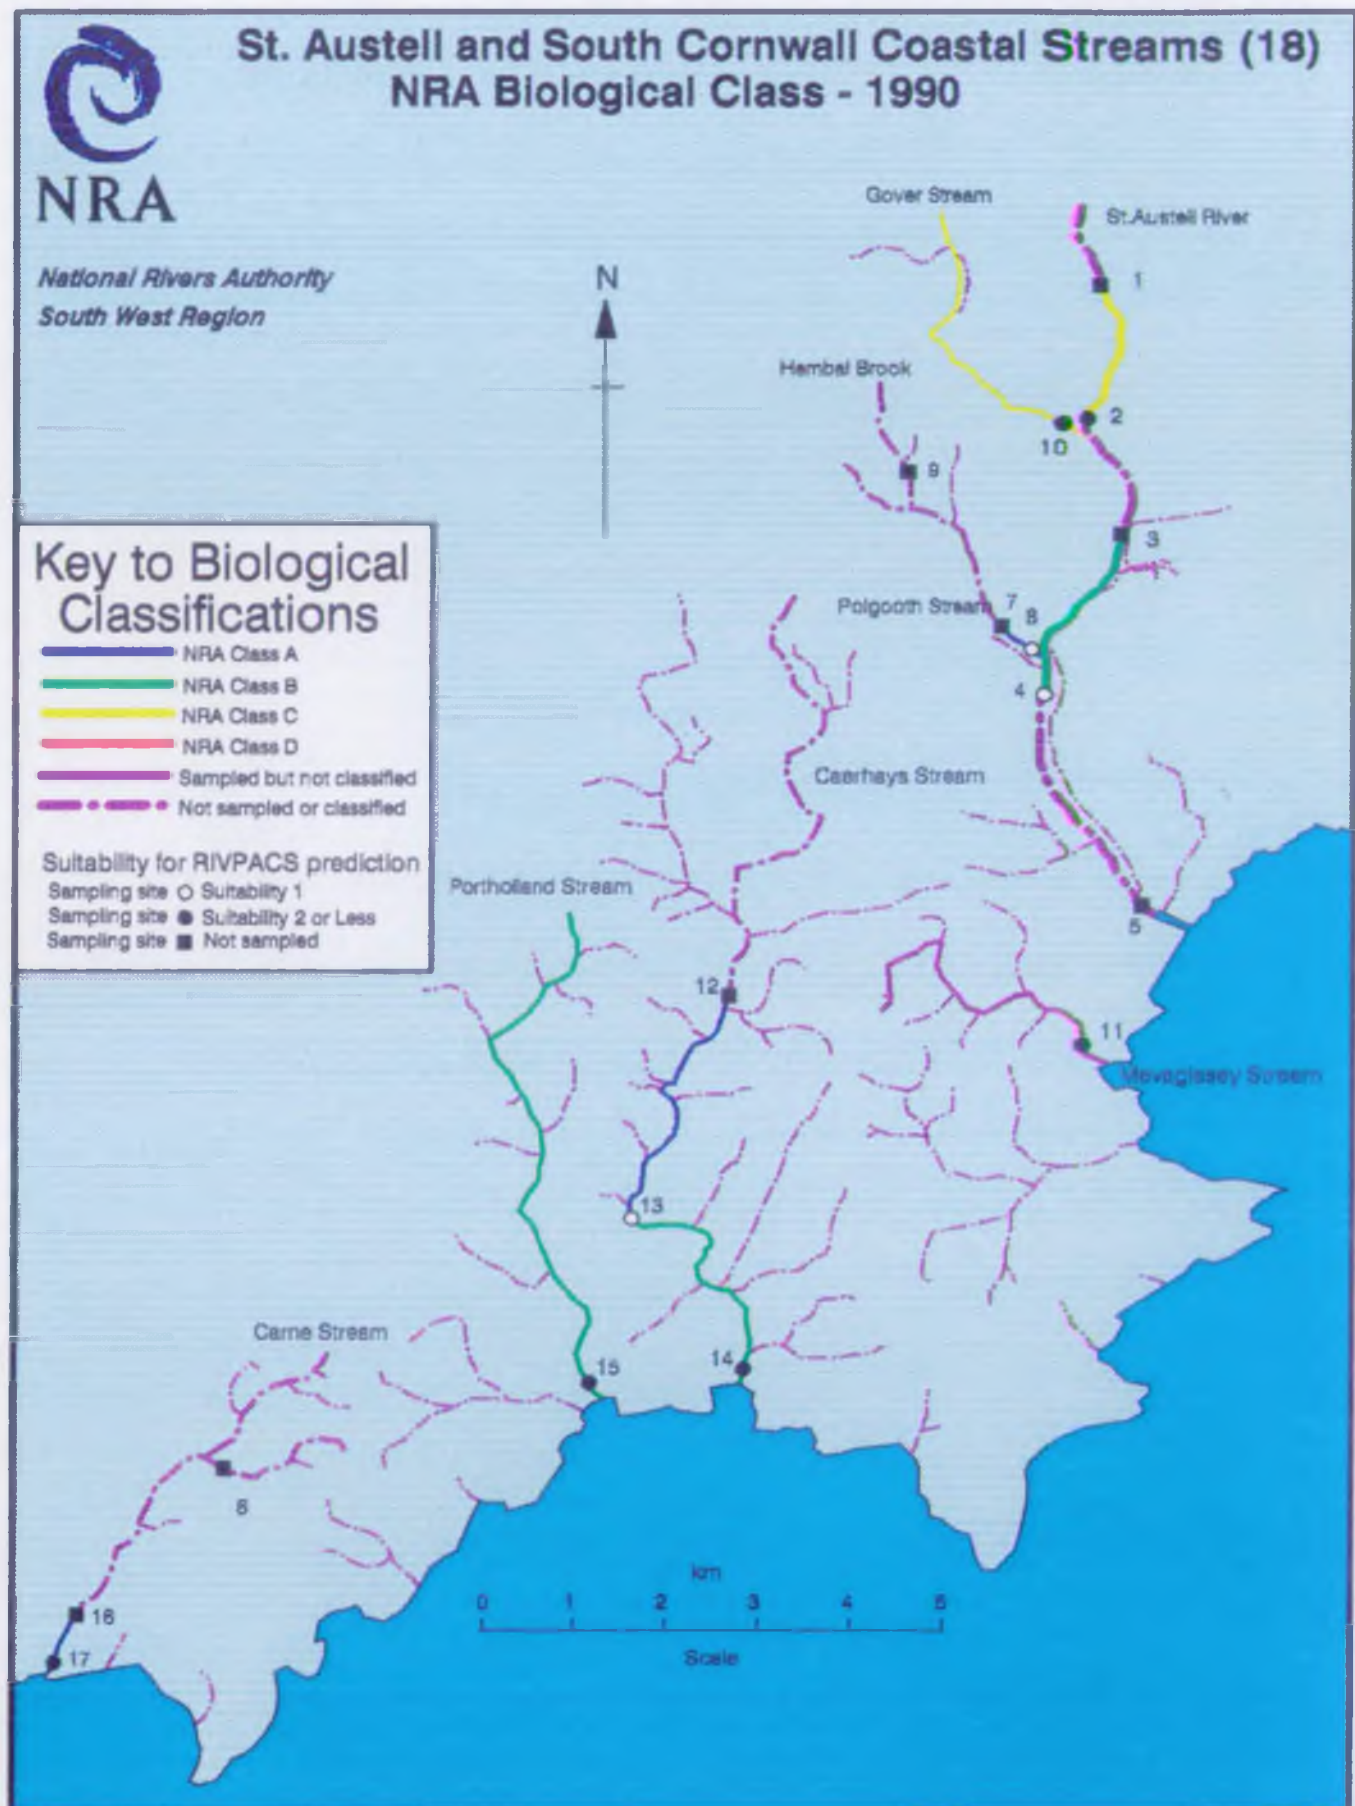 St. Austell and South Cornwall Coastal Streams (18)
NRA Biological Class - 1990
NRA
National Rivers Authority
South West Region
N
Gover Stream
St.Austell River
1
Hembal Brook
2
10
9
3
Polgooth Stream
7
8
4
Key to Biological
Classifications
NRA Class A
NRA Class B
NRA Class C
NRA Class D
Sampled but not classified
Not sampled or classified
Suitability for RIVPACS prediction
Sampling site Suitability 1
Sampling site Suitability 2 or Less
Sampling site Not sampled
Caerhays Stream
Portholland Stream
5
12
11
Mevagissey Stream
13
Carne Stream
15
14
6
km
0 1 2 3 4 5
Scale
16
17